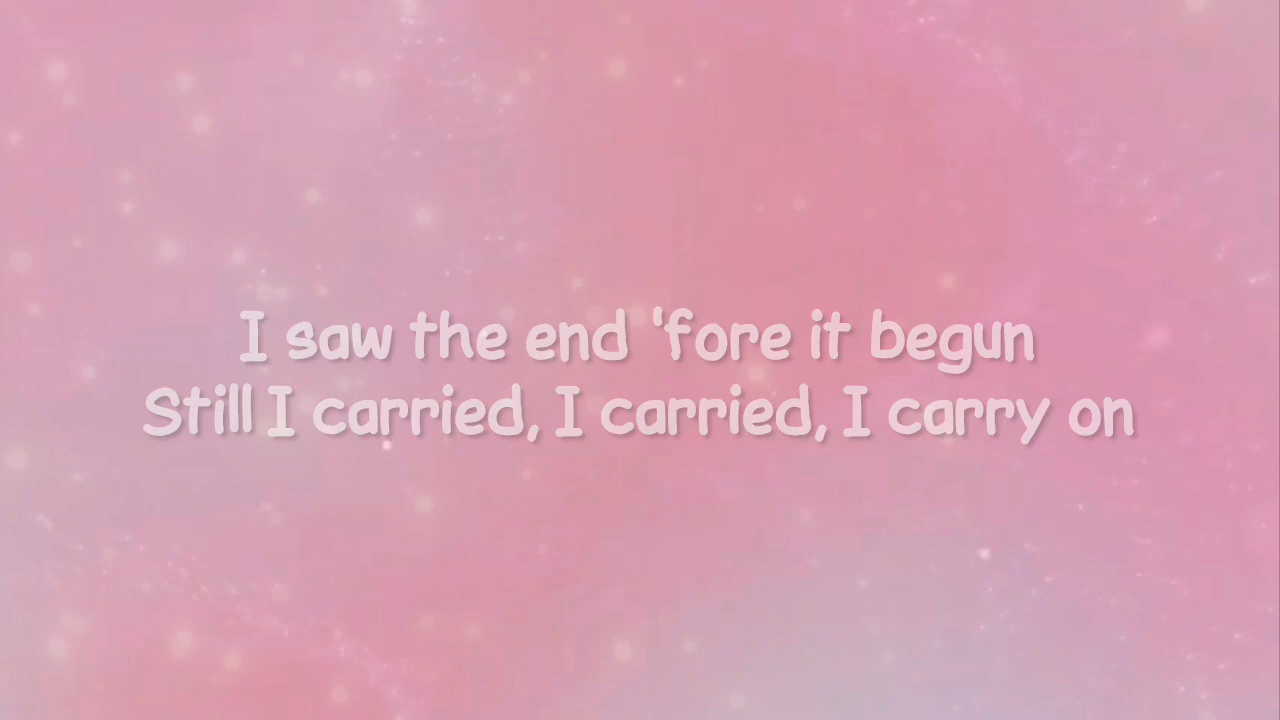 I saw the end 'fore it begun
Still I carried, I carried, I carry on